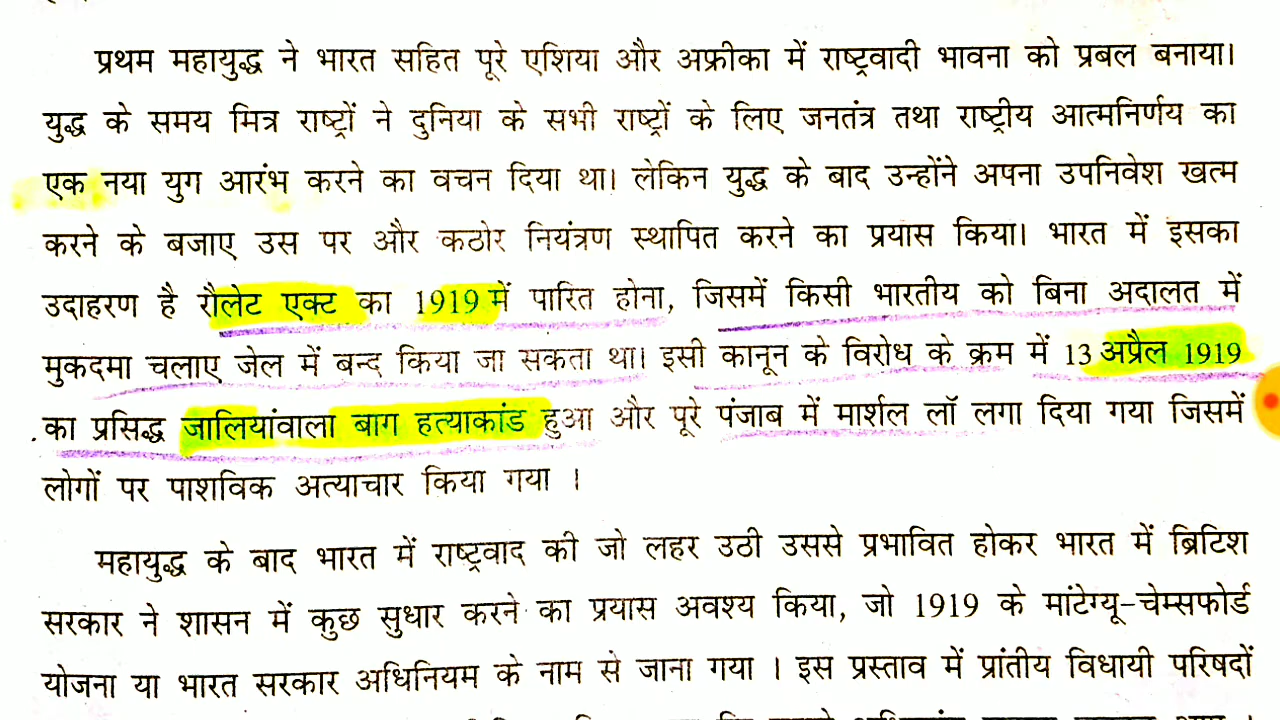 प्रथम महायुद्ध ने भारत सहित पूरे एशिया और अफ्रीका में राष्ट्रवादी भावना को प्रबल बनाया।
युद्ध के समय मित्र राष्ट्रों ने दुनिया के सभी राष्ट्रों के लिए जनतंत्र तथा राष्ट्रीय आत्मनिर्णय का
एक नया युग आरंभ करने का वचन दिया था। लेकिन युद्ध के बाद उन्होंने अपना उपनिवेश खत्म
करने के बजाए उस पर और कठोर नियंत्रण स्थापित करने का प्रयास किया। भारत में इसका
उदाहरण है रौलेट एक्ट का 1919 में पारित होना, जिसमें किसी भारतीय को बिना अदालत में
मुकदमा चलाए जेल में बन्द किया जा सकता था। इसी कानून के विरोध के क्रम में 13 अप्रैल 1919
का प्रसिद्ध जालियांवाला बाग हत्याकांड हुआ और पूरे पंजाब में मार्शल लॉ लगा दिया गया जिसमें
लोगों पर पाशविक अत्याचार किया गया ।
महायुद्ध के बाद भारत में राष्ट्रवाद की जो लहर उठी उससे प्रभावित होकर भारत में ब्रिटिश
सरकार ने शासन में कुछ सुधार करने का प्रयास अवश्य किया, जो 1919 के मांटेग्यू-चेम्सफोर्ड
योजना या भारत सरकार अधिनियम के नाम से जाना गया । इस प्रस्ताव में प्रांतीय विधायी परिषदों